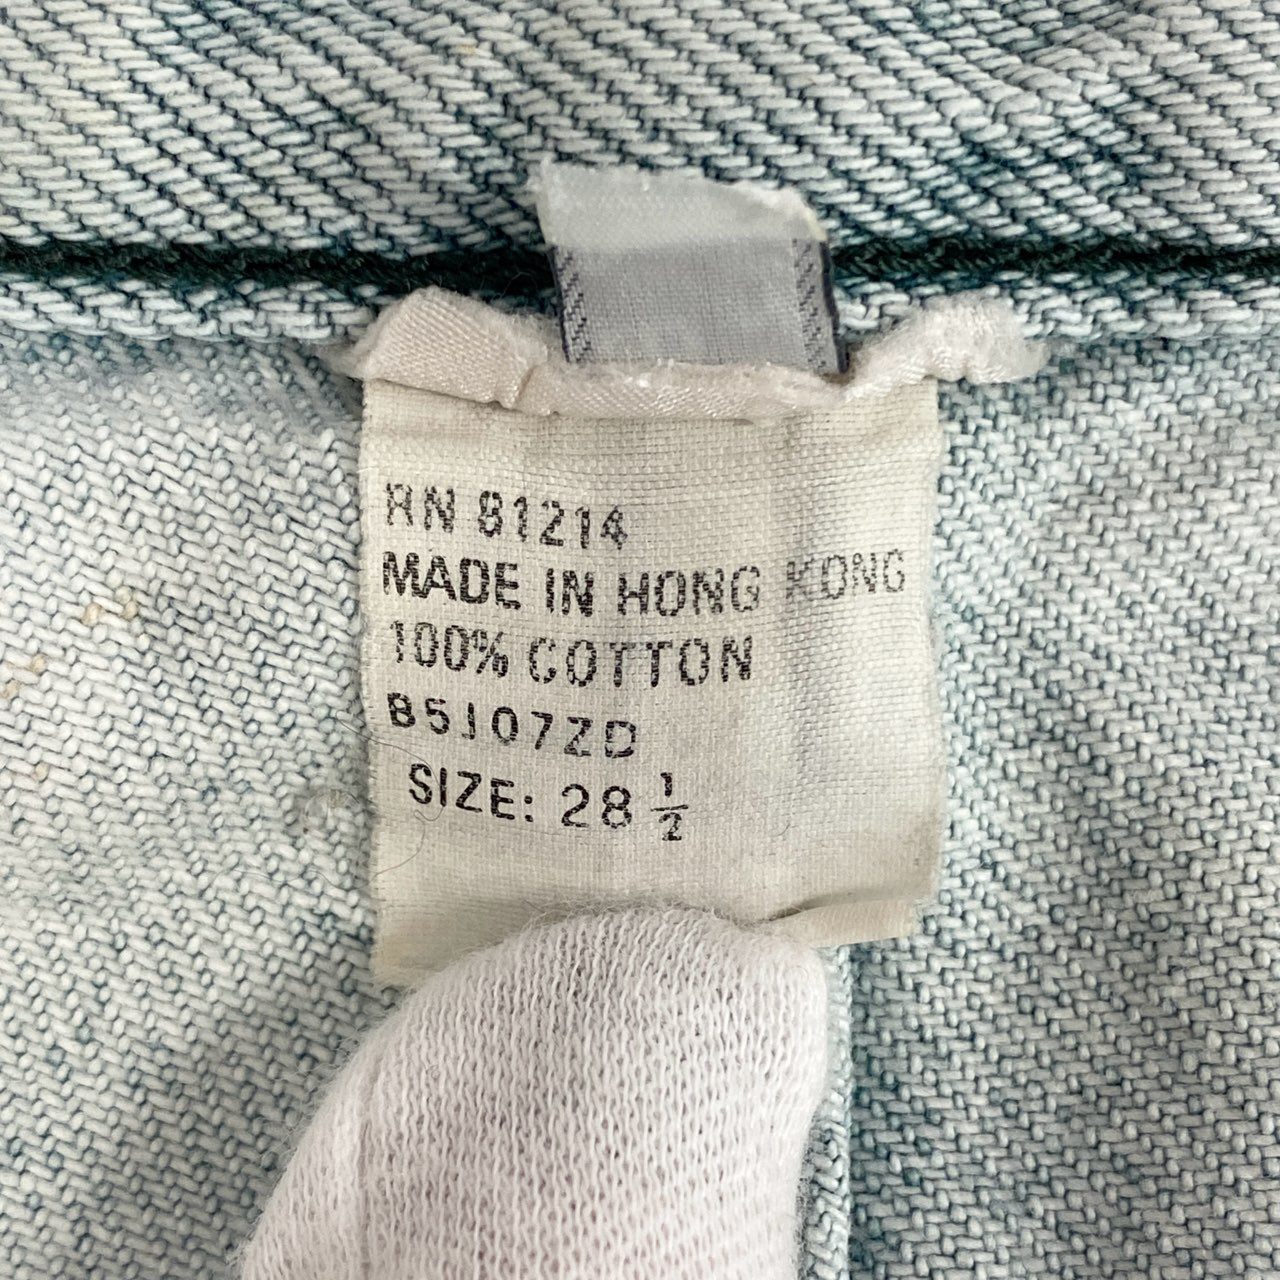 RN 81214
MADE IN HONG KONG
100% COTTON
B5J07ZD
SIZE: 28 ½